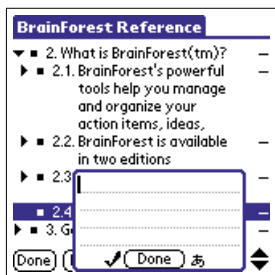 BrainForest Reference
2. What is BrainForest(tm)?
2.1. BrainForest's powerful
tools help you manage
and organize your
action items, ideas,
2.2. BrainForest is available
in two editions
2.3
2.4
3. G
Done
Done あ